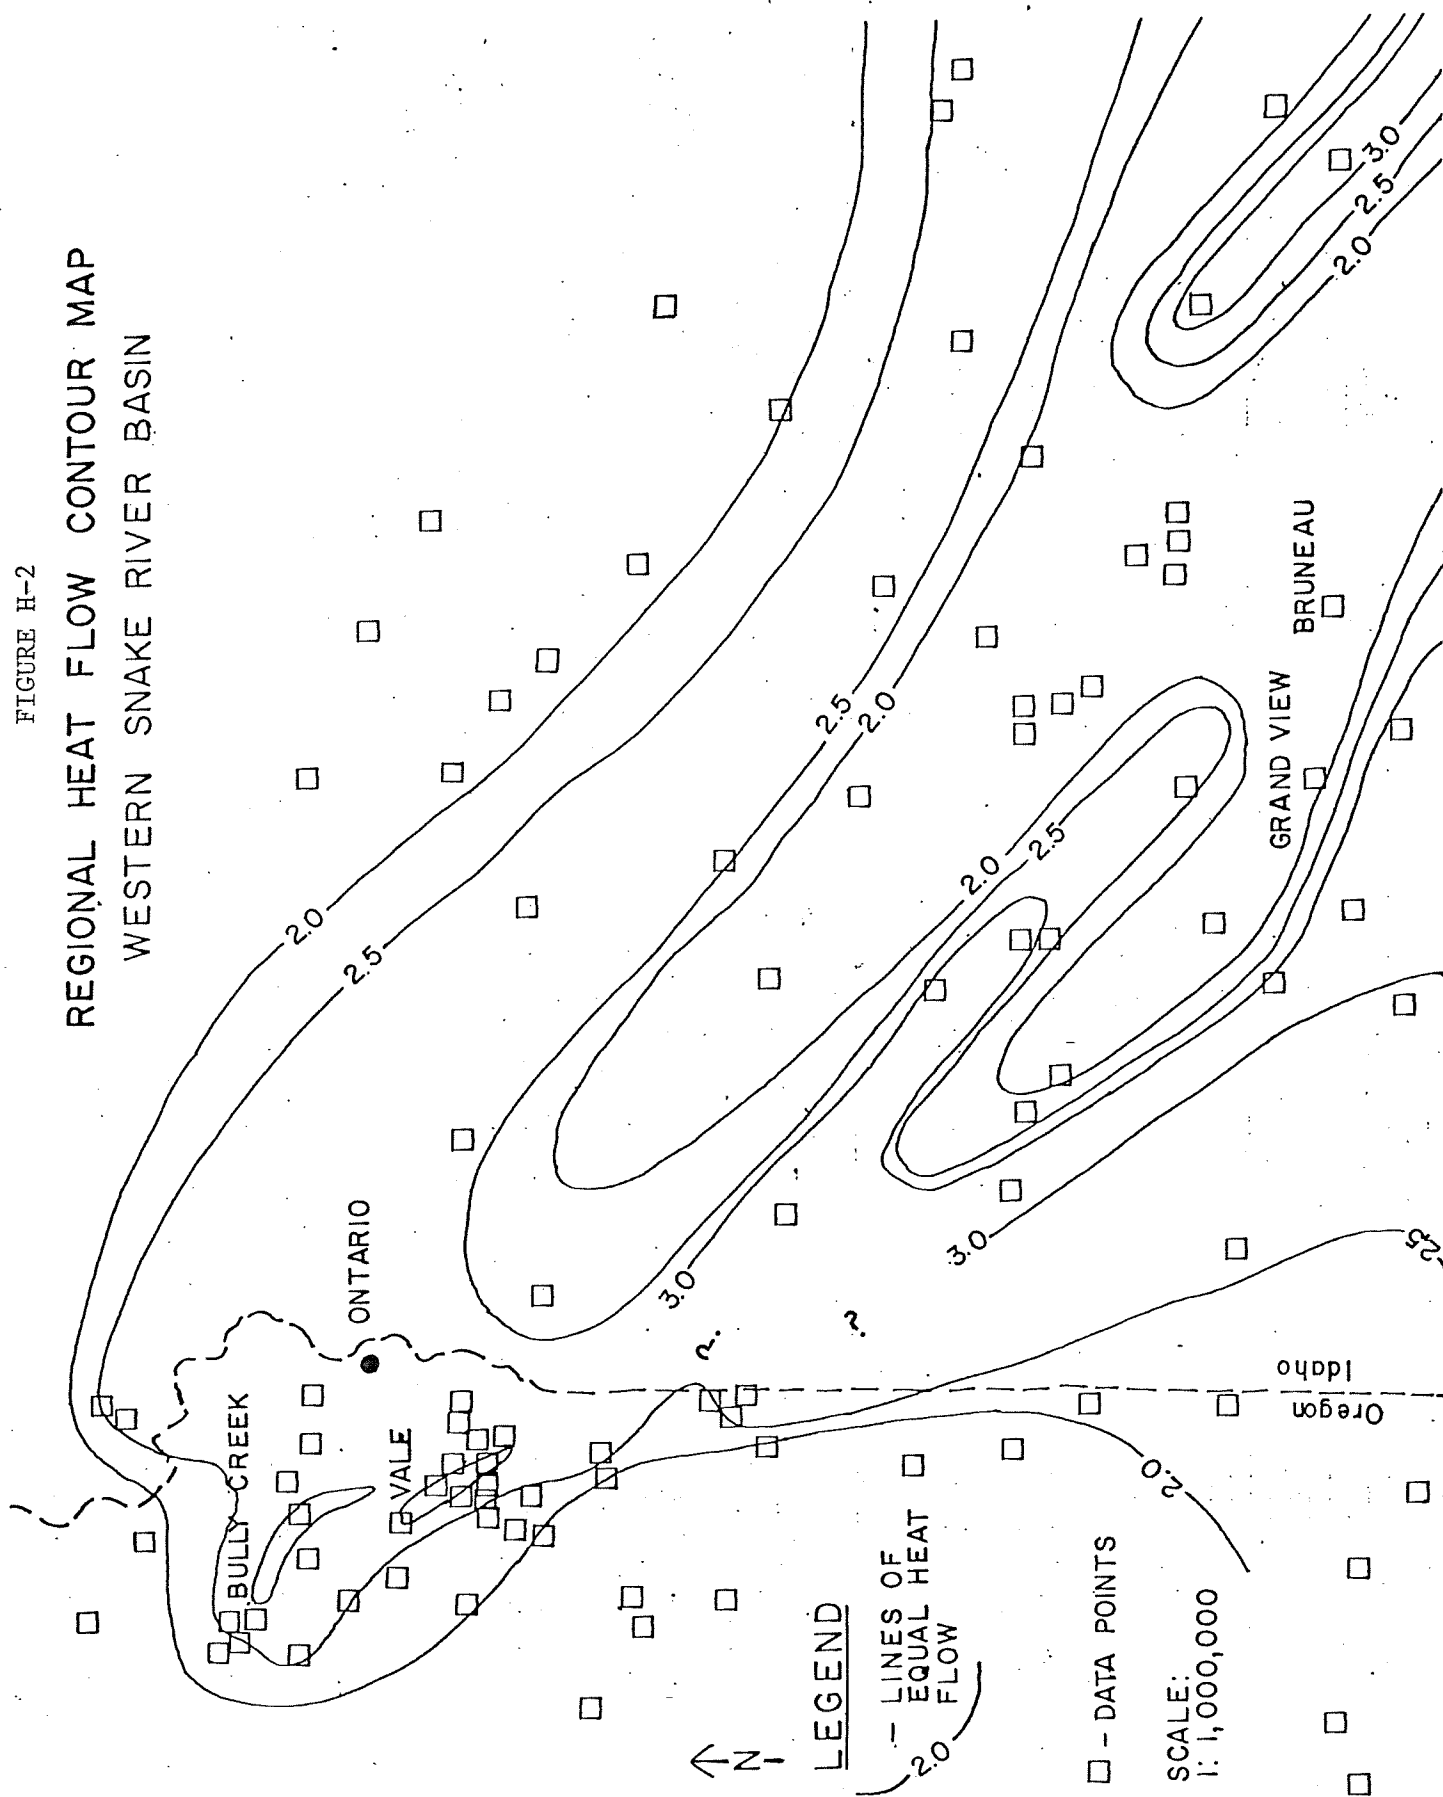 FIGURE H-2
REGIONAL HEAT FLOW CONTOUR MAP
WESTERN SNAKE RIVER BASIN
2.0
2.5
ONTARIO
BULLY CREEK
VALE
2.5
2.0
3.0
?
?
2.0
2.5
3.0
3.0
2.5
2.0
BRUNEAU
GRAND VIEW
2.5
Idaho
Oregon
2.0
N
LEGEND
2.0
- LINES OF
EQUAL HEAT
FLOW
- DATA POINTS
SCALE:
1:1,000,000